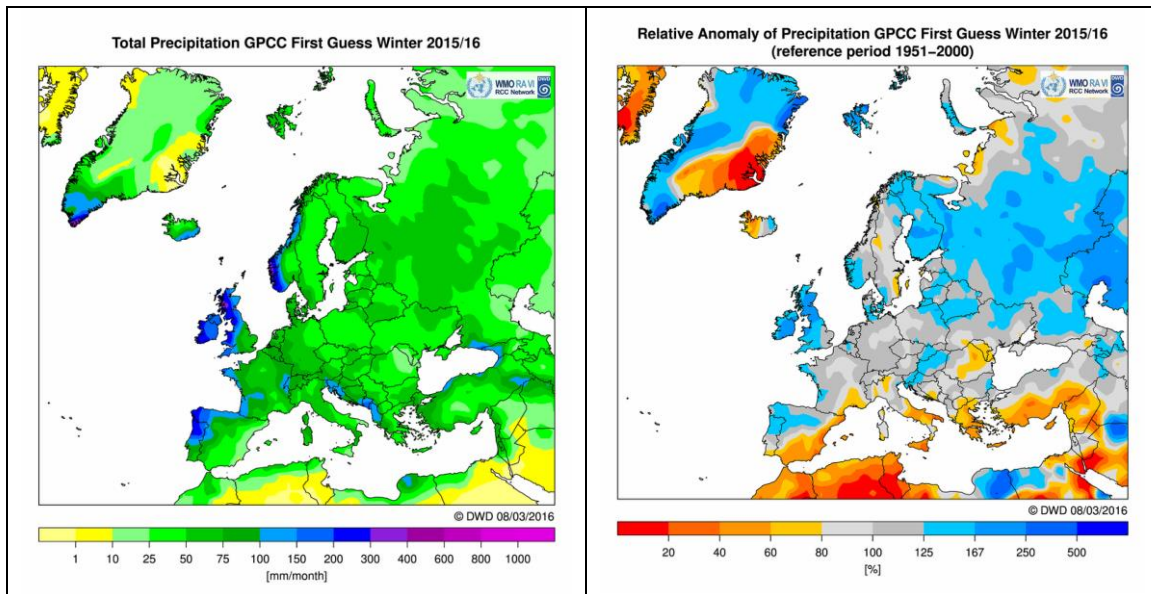 Total Precipitation GPCC First Guess Winter 2015/16
WMO RA VI
RCC Network
© DWD 08/03/2016
1 10 25 50 75 100 150 200 300 400 600 800 1000
[mm/month]
Relative Anomaly of Precipitation GPCC First Guess Winter 2015/16
(reference period 1951–2000)
WMO RA VI
RCC Network
© DWD 08/03/2016
20 40 60 80 100 125 167 250 500
[%]